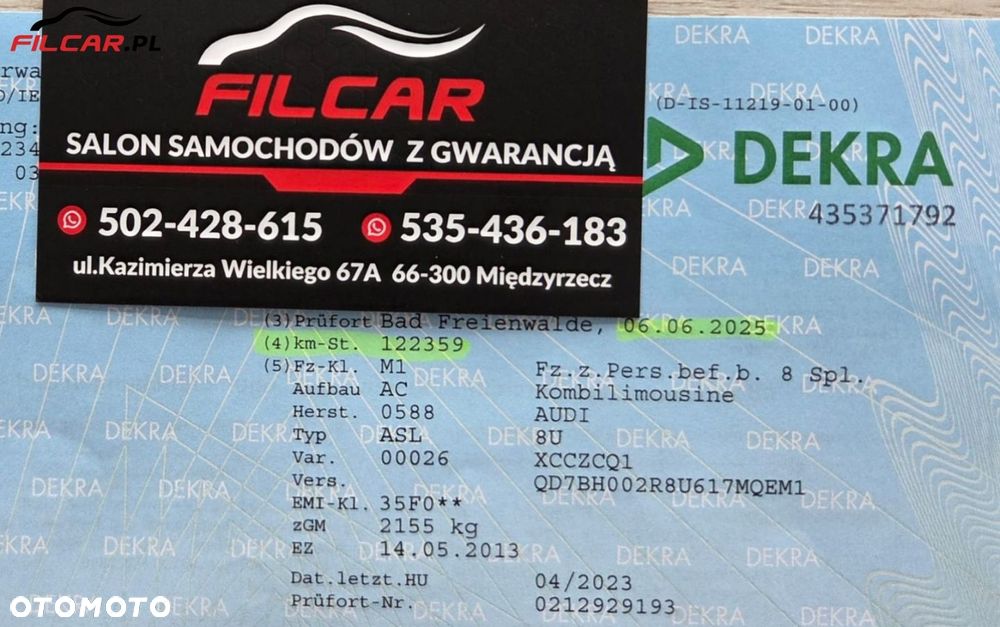 FILCAR.PL
FILCAR
SALON SAMOCHODÓW Z GWARANCJĄ
502-428-615 535-436-183
ul.Kazimierza Wielkiego 67A 66-300 Międzyrzecz
(D-IS-11219-01-00)
DEKRA
435371792
ng:
234
03
(3) Prüfort Bad Freienwalde, 06.06.2025
(4) km-St. 122359
(5) Fz-Kl. M1 Fz.z.Pers.bef.b. 8 Spl.
Aufbau AC Kombilimousine
Herst. 0588 AUDI
Typ ASL 8U
Var. 00026 XCCZCQ1
Vers. QD7BH002R8U617MQEM1
EMI-Kl. 35F0**
zGM 2155 kg
EZ 14.05.2013
Dat.letzt.HU 04/2023
Prüfort-Nr. 0212929193
OTOMOTO